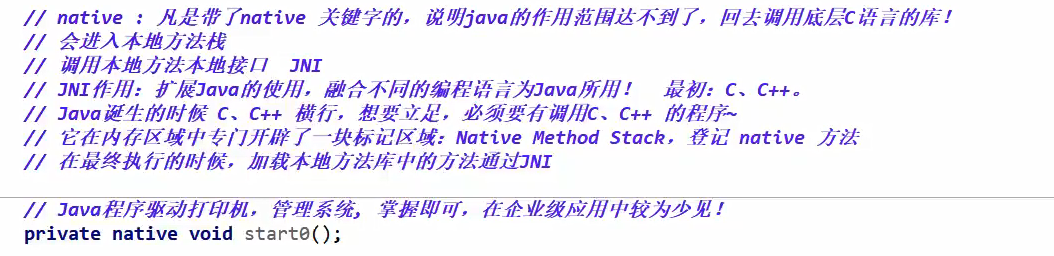 // native : 凡是带了native 关键字的，说明java的作用范围达不到了，回去调用底层C语言的库！
// 会进入本地方法栈
// 调用本地方法本地接口  JNI
// JNI作用：扩展Java的使用，融合不同的编程语言为Java所用！  最初：C、C++。
// Java诞生的时候 C、C++ 横行，想要立足，必须要有调用C、C++ 的程序~
// 它在内存区域中专门开辟了一块标记区域：Native Method Stack，登记 native 方法
// 在最终执行的时候，加载本地方法库中的方法通过JNI
// Java程序驱动打印机，管理系统, 掌握即可，在企业级应用中较为少见！
private native void start0();